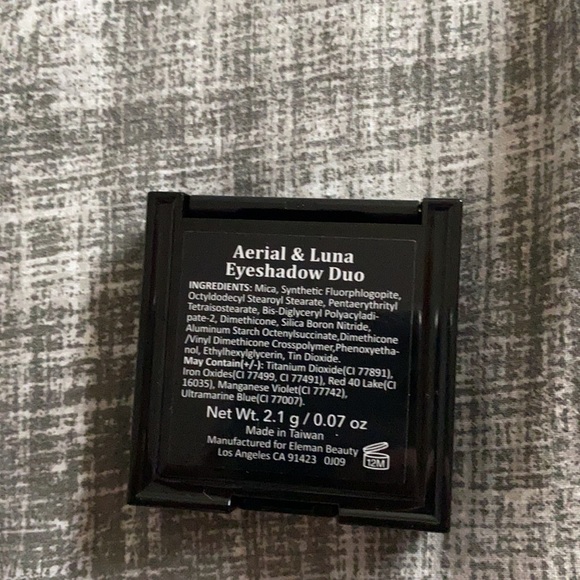 Aerial & Luna
Eyeshadow Duo
INGREDIENTS: Mica, Synthetic Fluorphlogopite,
Octyldodecyl Stearoyl Stearate, Pentaerythrityl
Tetraisostearate, Bis-Diglyceryl Polyacyladi-
pate-2, Dimethicone, Silica Boron Nitride,
Aluminum Starch Octenylsuccinate,Dimethicone
/Vinyl Dimethicone Crosspolymer,Phenoxyetha-
nol, Ethylhexylglycerin, Tin Dioxide.
May Contain(+/-): Titanium Dioxide(CI 77891),
Iron Oxides(CI 77499, CI 77491), Red 40 Lake(CI
16035), Manganese Violet(CI 77742),
Ultramarine Blue(CI 77007).
Net Wt. 2.1 g / 0.07 oz
Made in Taiwan
Manufactured for Eleman Beauty
Los Angeles CA 91423 0J09
12M